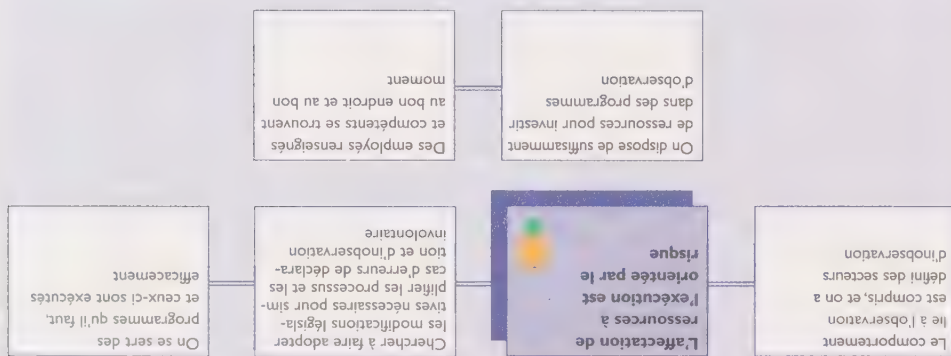 Le comportement
lié à l'observation
est compris, et on a
défini des secteurs
d'inobservation
L'affectation de
ressources à
l'exécution est
orientée par le
risque
Chercher à faire adopter
les modifications législa-
tives nécessaires pour sim-
plifier les processus et les
cas d'erreurs de déclara-
tion et d'inobservation
involontaire
On se sert des
programmes qu'il faut,
et ceux-ci sont exécutés
efficacement
On dispose de suffisamment
de ressources pour investir
dans des programmes
d'observation
Des employés renseignés
et compétents se trouvent
au bon endroit et au bon
moment